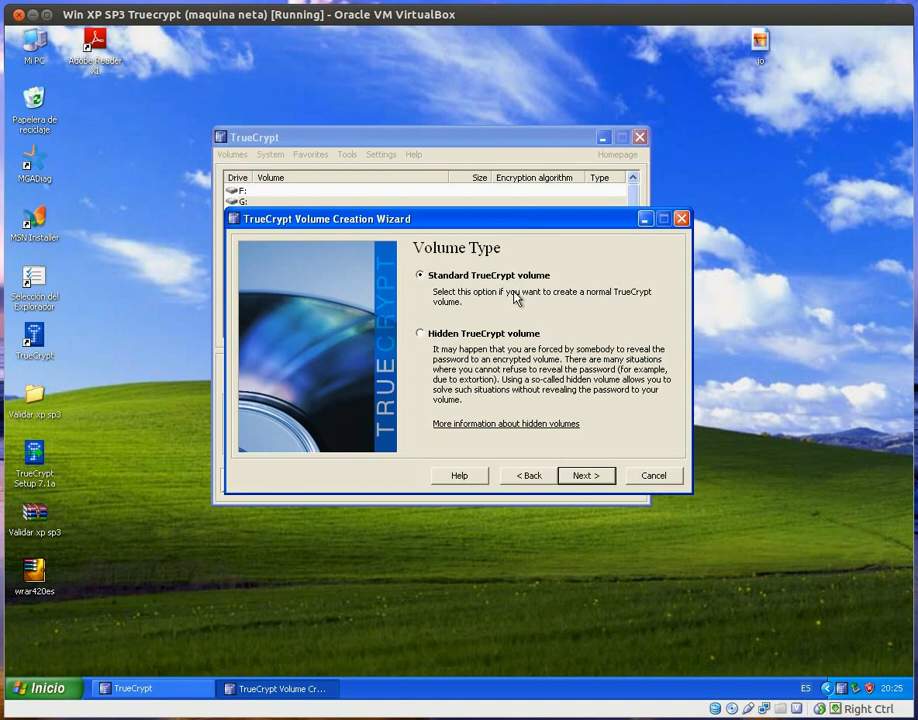 Win XP SP3 Truecrypt (maquina neta) [Running] - Oracle VM VirtualBox
Mi PC
Adobe Reader XI
jo
Papelera de
reciclaje
MGADiag
MSN Installer
Selección del
Explorador
TrueCrypt
Validar xp sp3
TrueCrypt
Setup 7.1a
Validar xp sp3
wrar420es
TrueCrypt
Volumes System Favorites Tools Settings Help Homepage
Drive Volume Size Encryption algorithm Type
F:
G:
TrueCrypt Volume Creation Wizard
TRUECRYPT
Volume Type
Standard TrueCrypt volume
Select this option if you want to create a normal TrueCrypt
volume.
Hidden TrueCrypt volume
It may happen that you are forced by somebody to reveal the
password to an encrypted volume. There are many situations
where you cannot refuse to reveal the password (for example,
due to extortion). Using a so-called hidden volume allows you to
solve such situations without revealing the password to your
volume.
More information about hidden volumes
Help < Back Next > Cancel
Inicio TrueCrypt TrueCrypt Volume Cr... ES 20:25
Right Ctrl